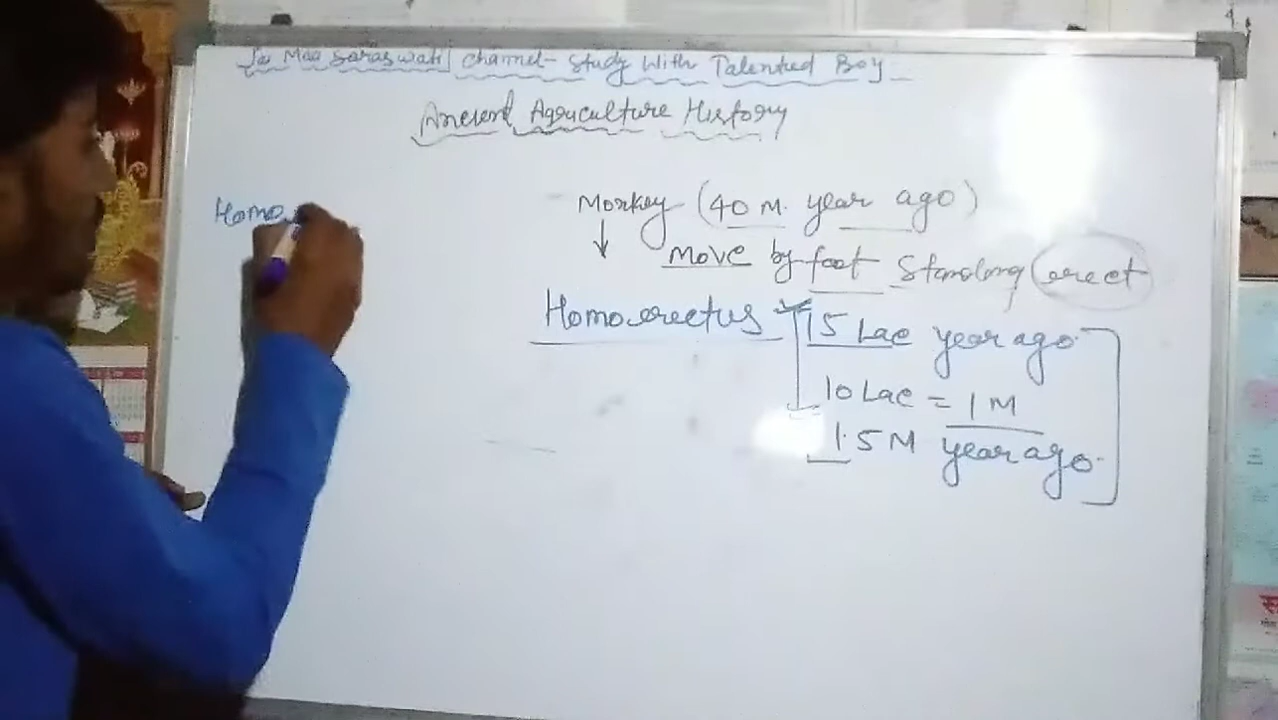 Jai Maa Saraswati Channel - Study With Talented Boy
Ancient Agriculture History
Homo
Monkey (40 M. year ago)
move by foot Standing erect
Homoerectus 15 Lac year ago
10 Lac = 1 M
1.5 M year ago.